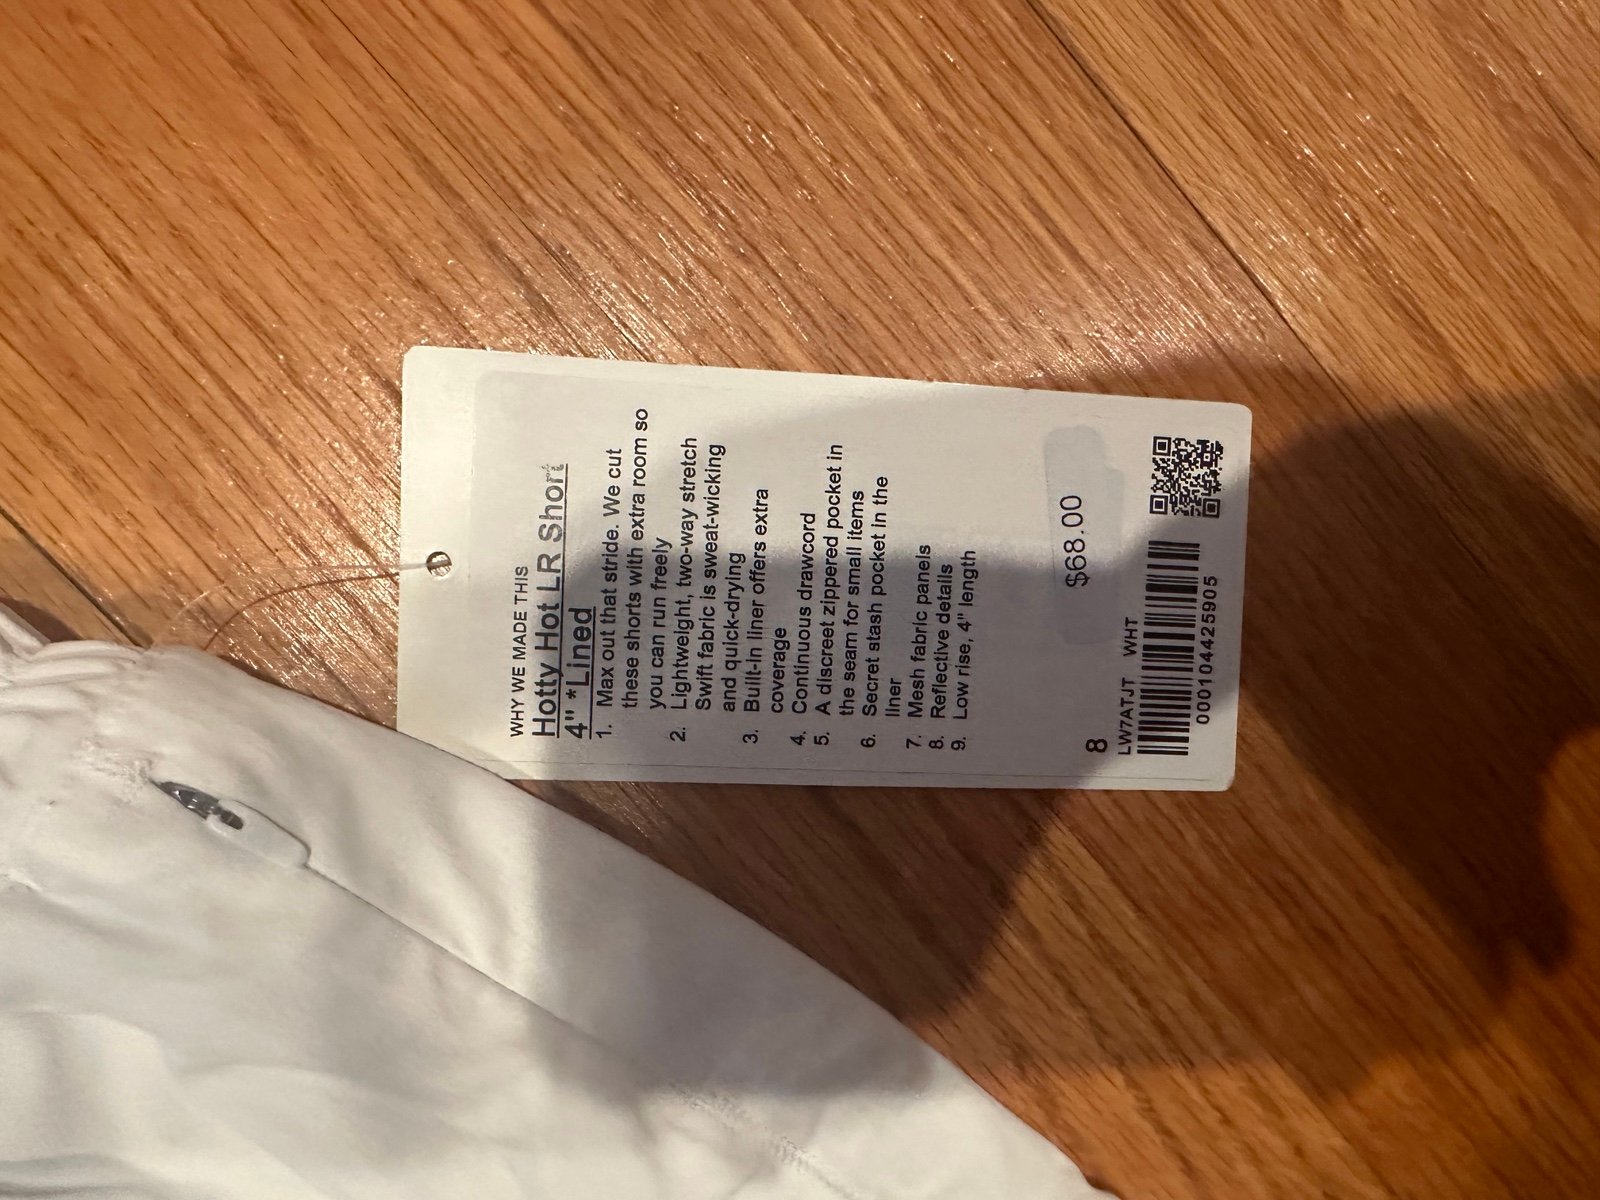 WHY WE MADE THIS
Hotty Hot LR Short
4" *Lined
1. Max out that stride. We cut
these shorts with extra room so
you can run freely
2. Lightweight, two-way stretch
Swift fabric is sweat-wicking
and quick-drying
3. Built-in liner offers extra
coverage
4. Continuous drawcord
5. A discreet zippered pocket in
the seam for small items
6. Secret stash pocket in the
liner
7. Mesh fabric panels
8. Reflective details
9. Low rise, 4" length
$68.00
8
LW7ATJT WHT
000104425905